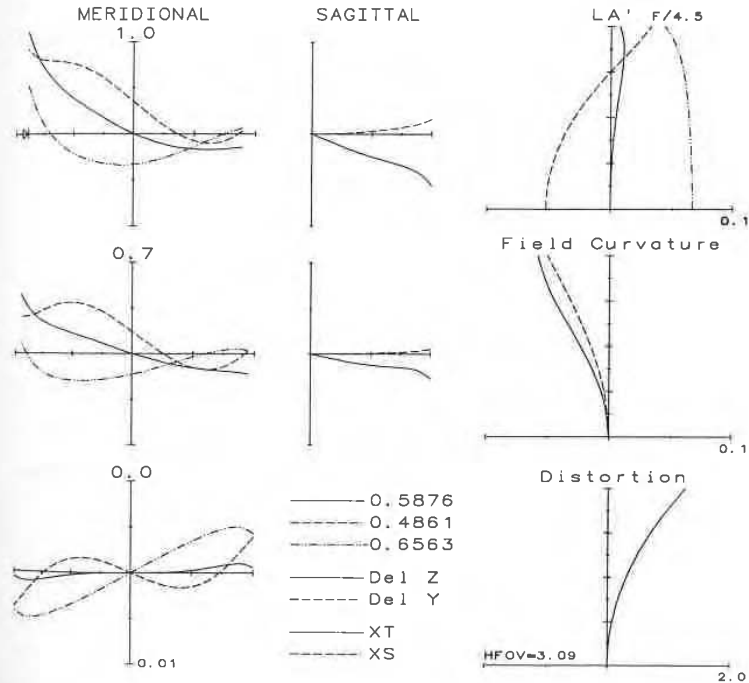 MERIDIONAL
SAGITTAL
LA' F/4.5
1.0
0.1
Field Curvature
0.7
0.1
0.0
Distortion
0.5876
0.4861
0.6563
Del Z
Del Y
XT
XS
HFOV=3.09
0.01
2.0